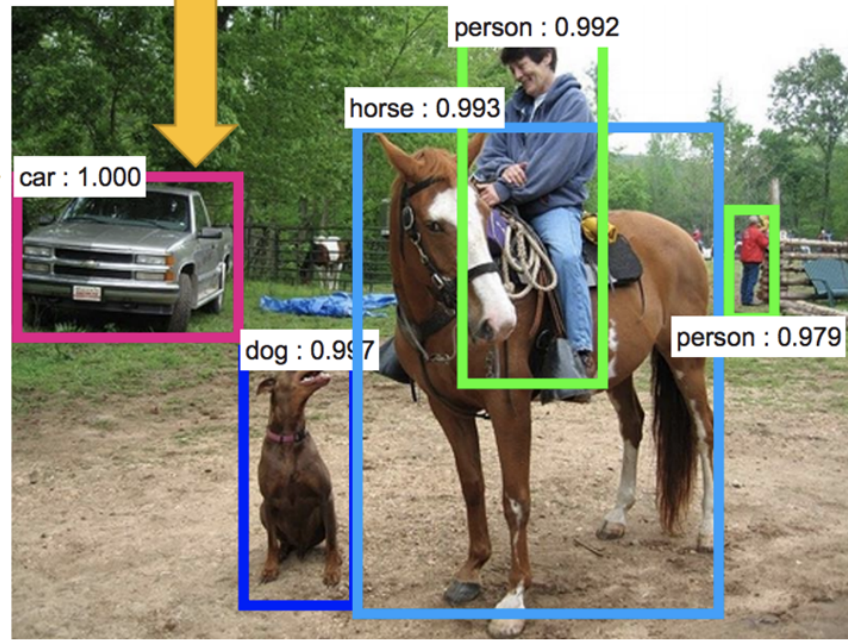 person : 0.992
horse : 0.993
car : 1.000
dog : 0.997
person : 0.979